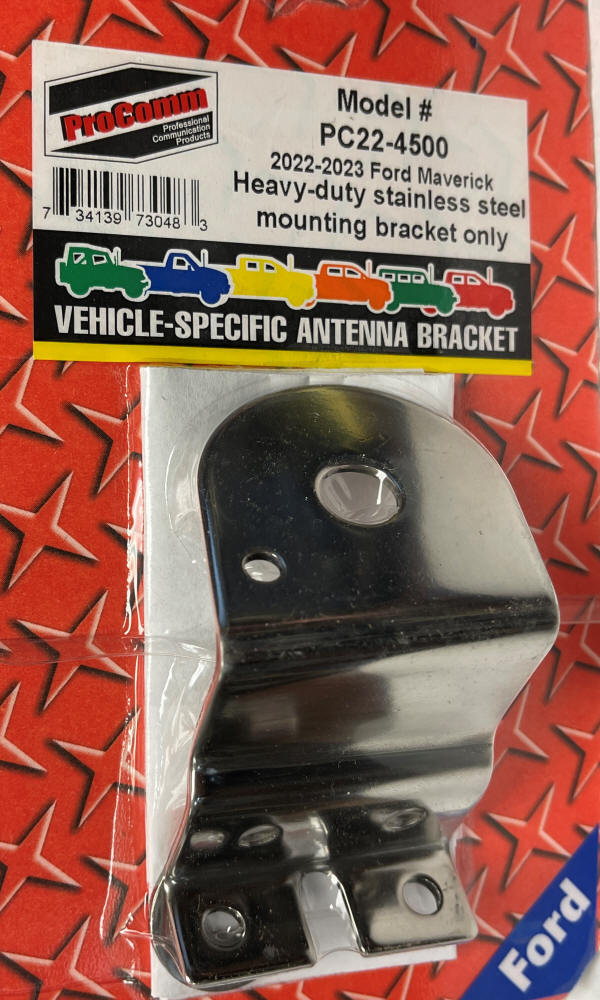 ProComm
Professional
Communication
Products
Model #
PC22-4500
2022-2023 Ford Maverick
Heavy-duty stainless steel
mounting bracket only
7 34139 73048 3
VEHICLE-SPECIFIC ANTENNA BRACKET
Ford